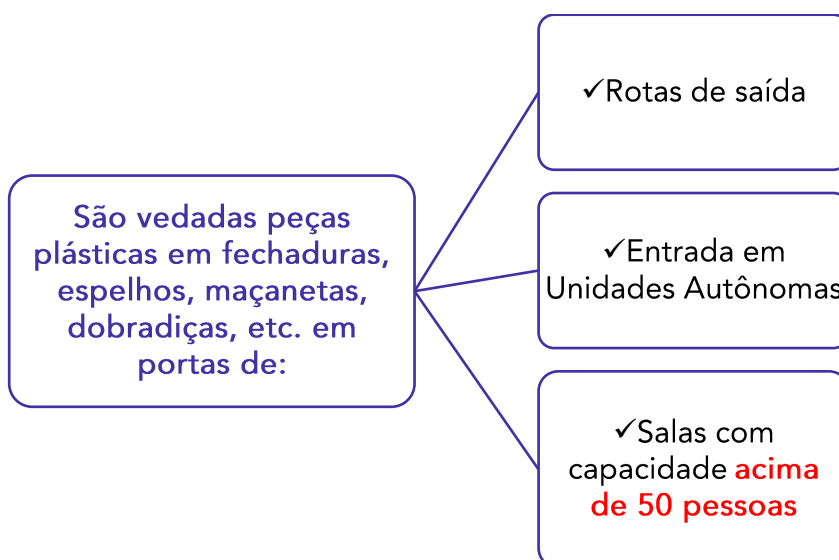 São vedadas peças
plásticas em fechaduras,
espelhos, maçanetas,
dobradiças, etc. em
portas de:
✓Rotas de saída
✓Entrada em
Unidades Autônomas
✓Salas com
capacidade acima
de 50 pessoas